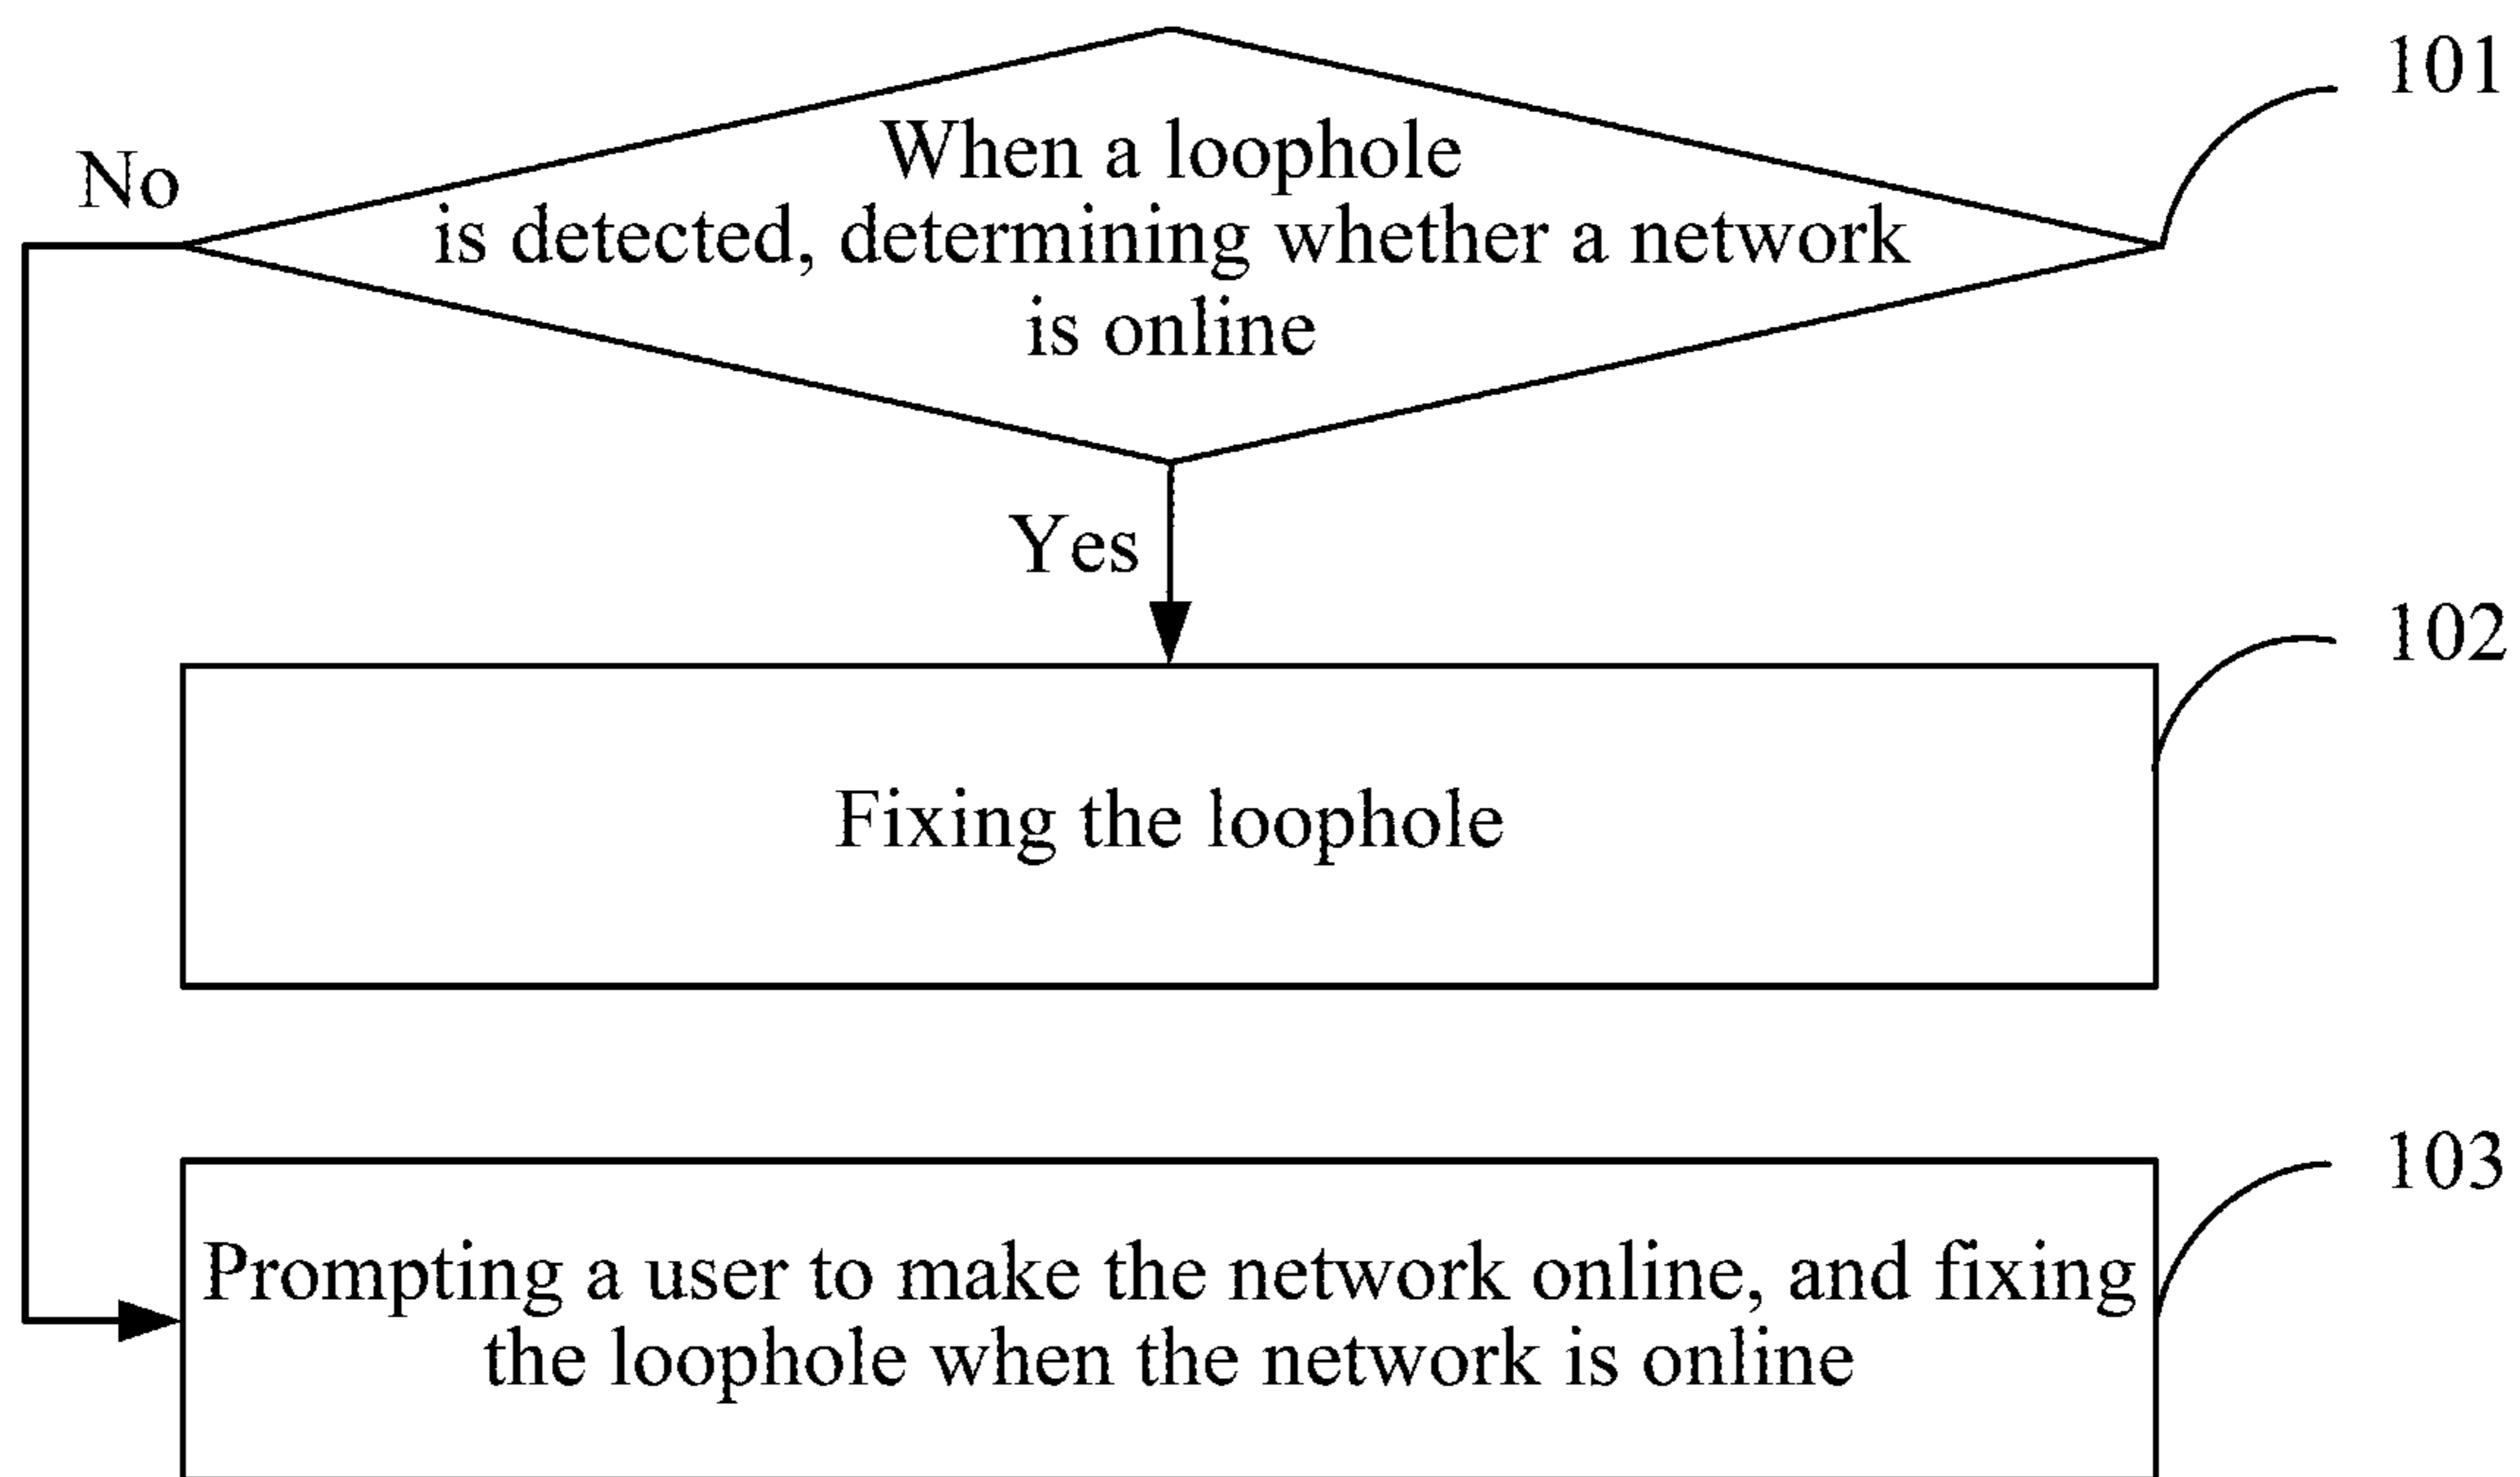 101
When a loophole
No
is detected, determining whether a network
is online
Yes
102
Fixing the loophole
103
Prompting a user to make the network online, and fixing
the loophole when the network is online